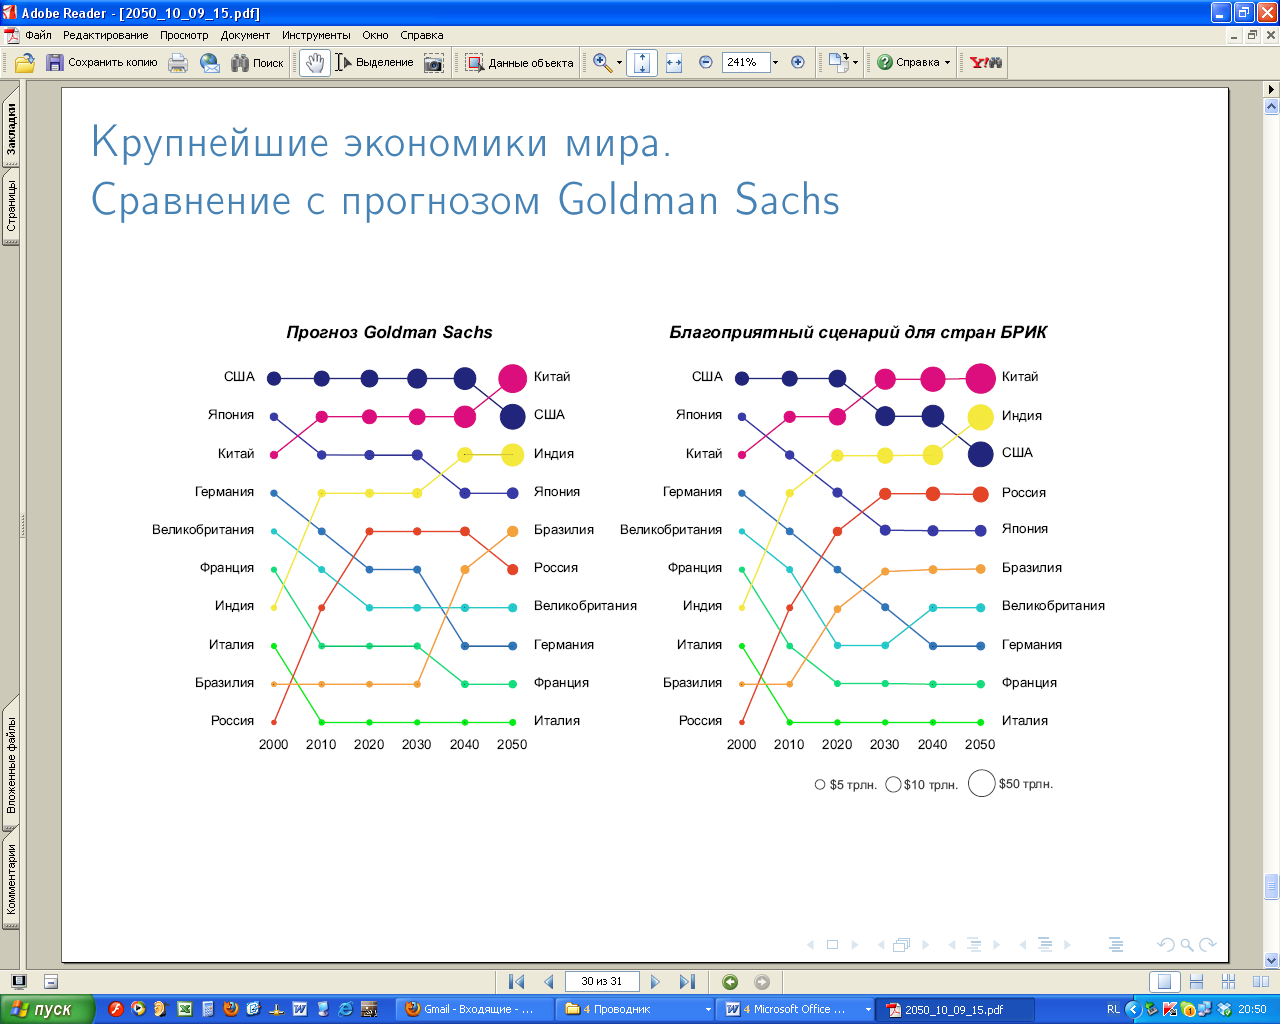 Adobe Reader - [2050_10_09_15.pdf]
Файл Редактирование Просмотр Документ Инструменты Окно Справка
Сохранить копию Поиск Выделение Данные объекта 241% Справка Y!
Закладки
Страницы
Вложенные файлы
Комментарии
Крупнейшие экономики мира.
Сравнение с прогнозом Goldman Sachs
Прогноз Goldman Sachs
США Китай
Япония США
Китай Индия
Германия Япония
Великобритания Бразилия
Франция Россия
Индия Великобритания
Италия Германия
Бразилия Франция
Россия Италия
2000 2010 2020 2030 2040 2050
Благоприятный сценарий для стран БРИК
США Китай
Япония Индия
Китай США
Германия Россия
Великобритания Япония
Франция Бразилия
Индия Великобритания
Италия Германия
Бразилия Франция
Россия Италия
2000 2010 2020 2030 2040 2050
$5 трлн. $10 трлн. $50 трлн.
30 из 31
пуск Gmail - Входящие - ... 4 Проводник 4 Microsoft Office ... 2050_10_09_15.pdf RL 20:50